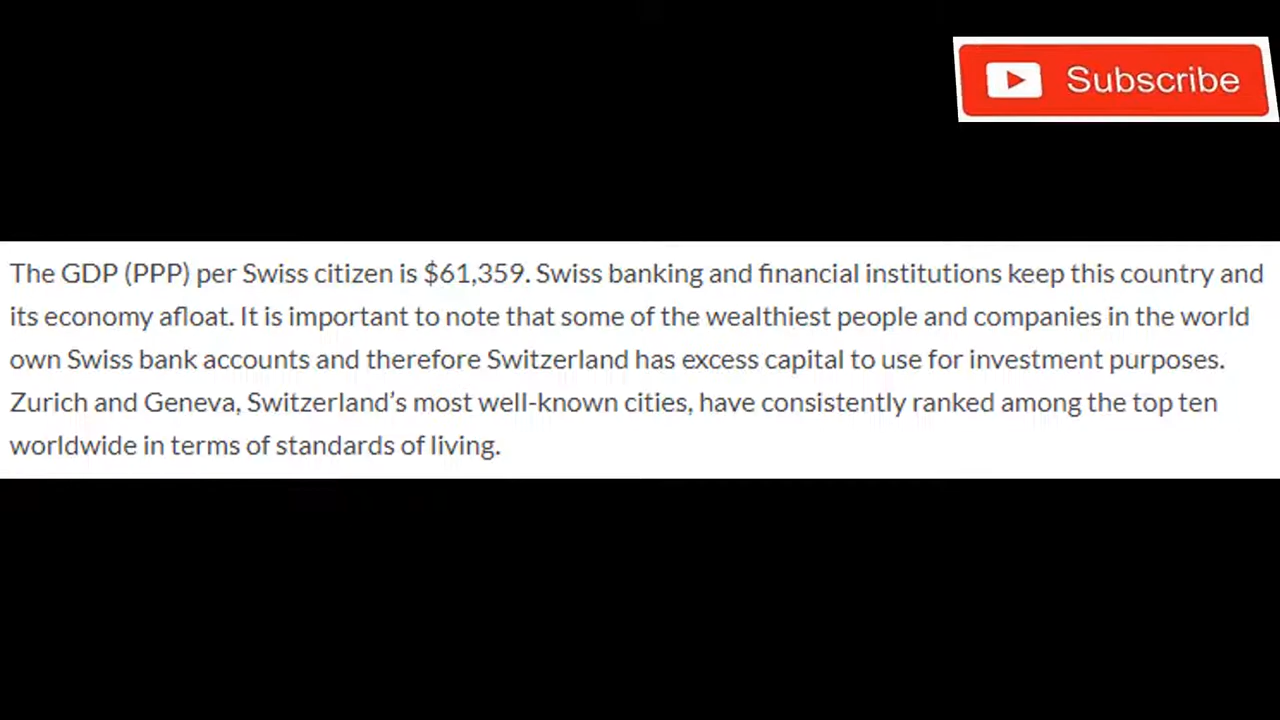 Subscribe
The GDP (PPP) per Swiss citizen is $61,359. Swiss banking and financial institutions keep this country and
its economy afloat. It is important to note that some of the wealthiest people and companies in the world
own Swiss bank accounts and therefore Switzerland has excess capital to use for investment purposes.
Zurich and Geneva, Switzerland’s most well-known cities, have consistently ranked among the top ten
worldwide in terms of standards of living.